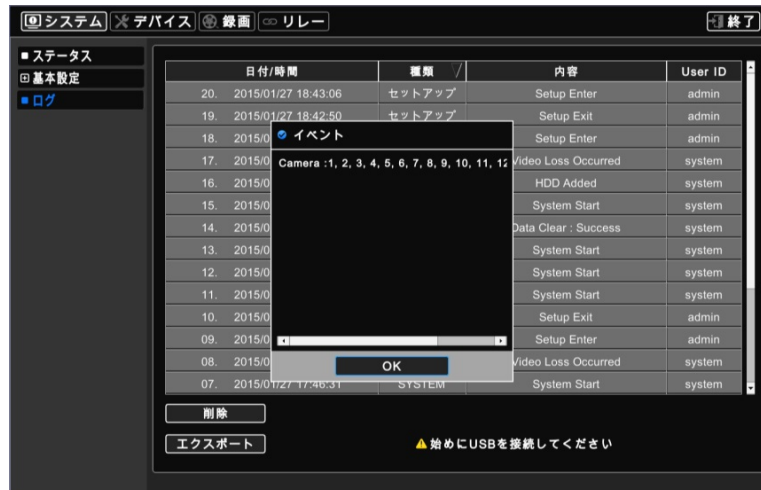 システム デバイス 録画 リレー 終了
ステータス
基本設定
ログ
日付/時間 種類 内容 User ID
20. 2015/01/27 18:43:06 セットアップ Setup Enter admin
19. 2015/01/27 18:42:50 セットアップ Setup Exit admin
18. 2015/0 Setup Enter admin
17. 2015/0 Video Loss Occurred system
16. 2015/0 HDD Added system
15. 2015/0 System Start system
14. 2015/0 Data Clear : Success system
13. 2015/0 System Start system
12. 2015/0 System Start system
11. 2015/0 System Start system
10. 2015/0 Setup Exit admin
09. 2015/0 Setup Enter admin
08. 2015/0 Video Loss Occurred system
07. 2015/01/27 17:46:31 SYSTEM System Start system
イベント
Camera :1, 2, 3, 4, 5, 6, 7, 8, 9, 10, 11, 12
OK
削除
エクスポート 始めにUSBを接続してください